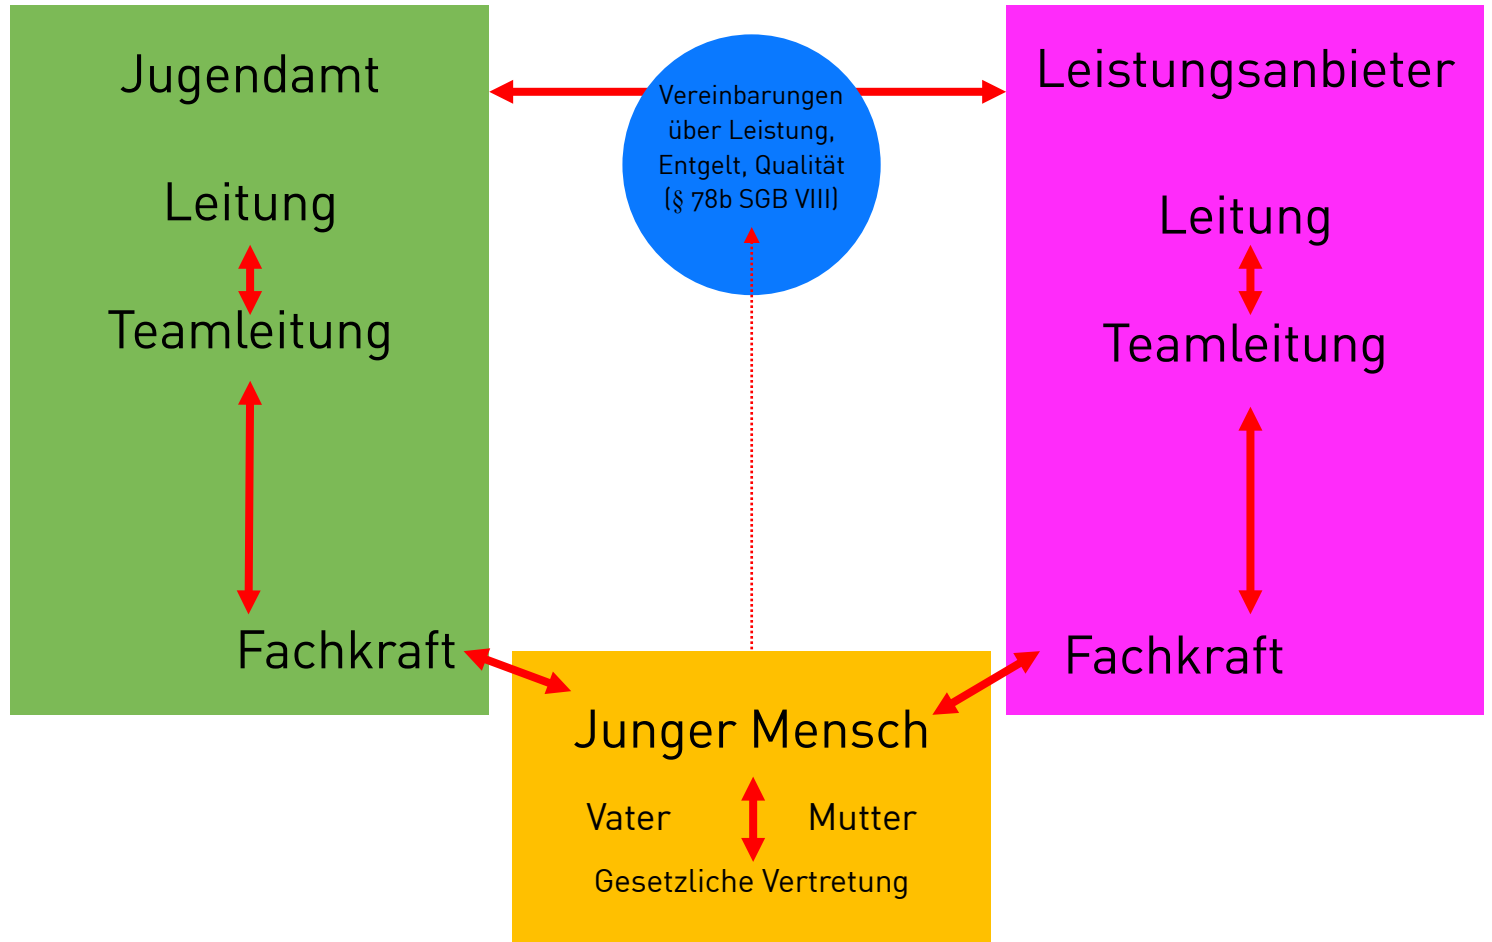 Jugendamt
Leitung
Teamleitung
Fachkraft
Vereinbarungen
über Leistung,
Entgelt, Qualität
(§ 78b SGB VIII)
Leistungsanbieter
Leitung
Teamleitung
Fachkraft
Junger Mensch
Vater Mutter
Gesetzliche Vertretung